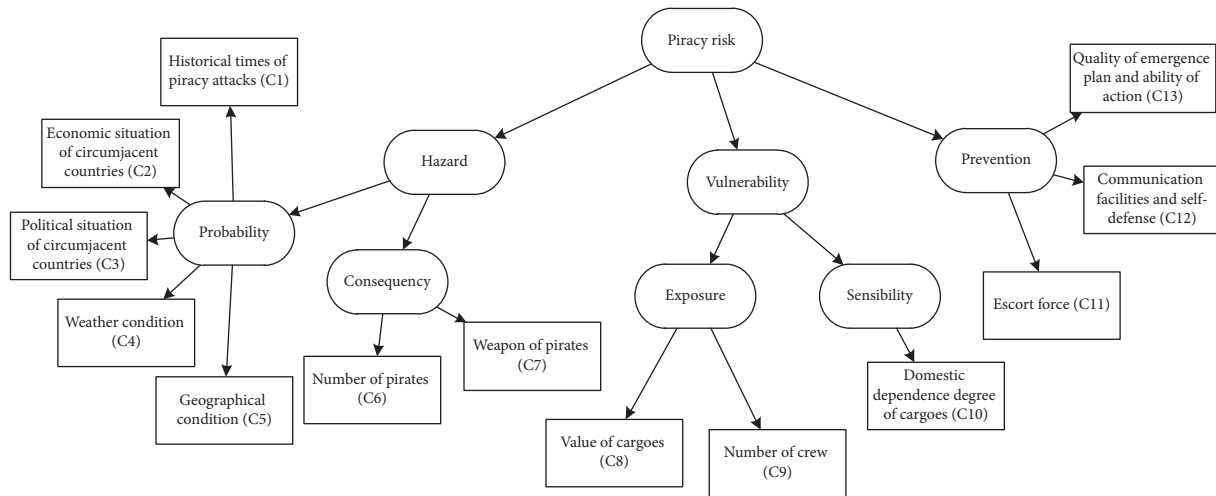 Piracy risk
Historical times of
piracy attacks (C1)
Quality of emergence
plan and ability of
action (C13)
Economic situation
of circumjacent
countries (C2)
Hazard
Vulnerability
Prevention
Communication
facilities and self-
defense (C12)
Political situation
of circumjacent
countries (C3)
Probability
Consequency
Exposure
Sensibility
Escort force (C11)
Weather condition
(C4)
Weapon of pirates
(C7)
Number of pirates
(C6)
Geographical
condition (C5)
Domestic
dependence degree
of cargoes (C10)
Value of cargoes
(C8)
Number of crew
(C9)